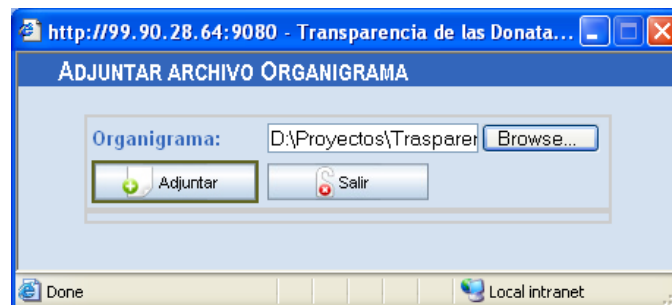 http://99.90.28.64:9080 - Transparencia de las Donata...
ADJUNTAR ARCHIVO ORGANIGRAMA
Organigrama: D:\Proyectos\Trasparer Browse...
Adjuntar Salir
Done Local intranet